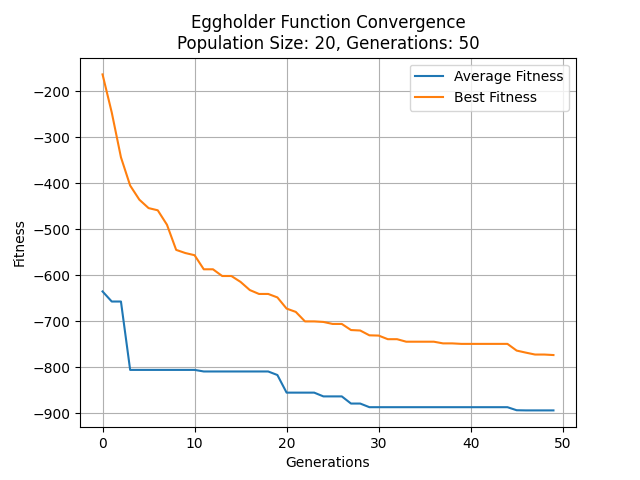 Eggholder Function Convergence
Population Size: 20, Generations: 50
Average Fitness
Best Fitness
Fitness
−200
−300
−400
−500
−600
−700
−800
−900
0 10 20 30 40 50
Generations